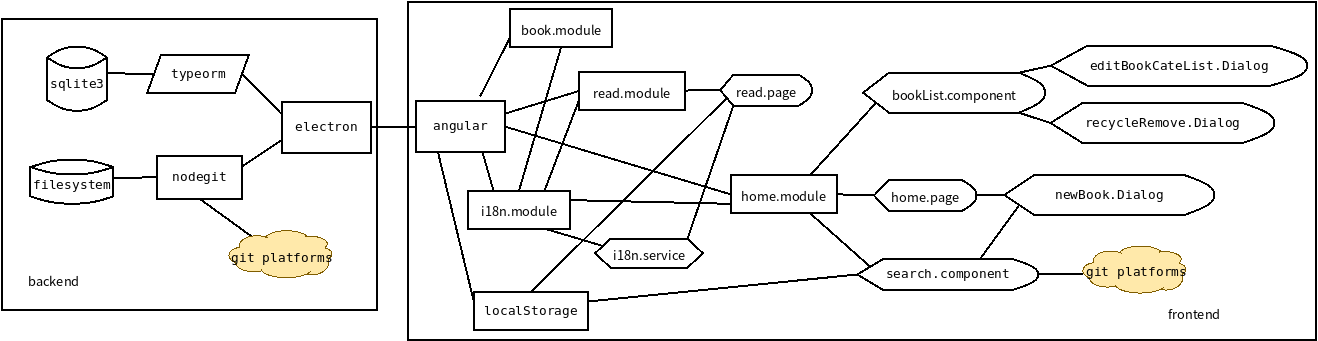 sqlite3
typeorm
electron
filesystem
nodegit
git platforms
backend
book.module
read.module
read.page
angular
i18n.module
i18n.service
localStorage
home.module
home.page
bookList.component
editBookCateList.Dialog
recycleRemove.Dialog
newBook.Dialog
search.component
git platforms
frontend